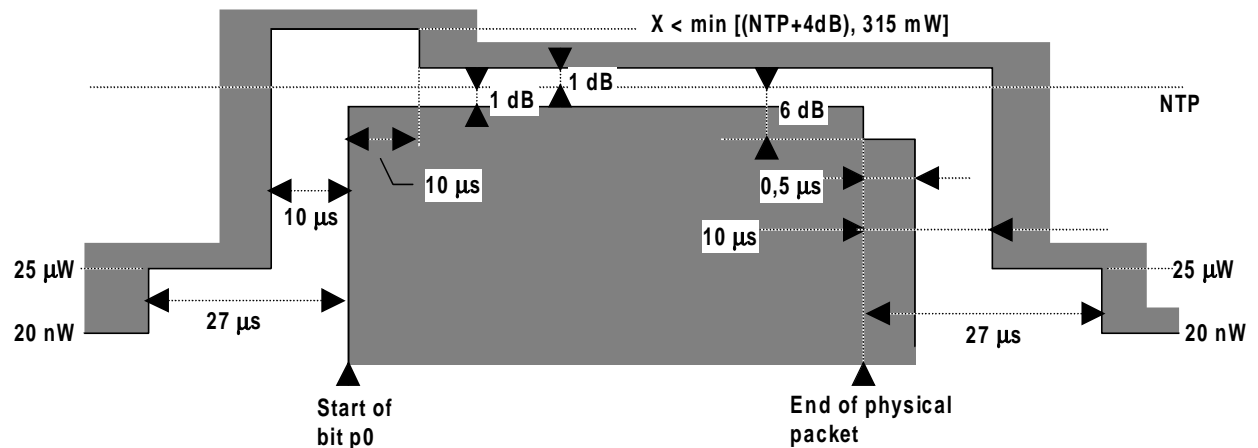 X < min [(NTP+4dB), 315 mW]
1 dB
1 dB
NTP
6 dB
10 μs
0,5 μs
10 μs
10 μs
25 μW
25 μW
27 μs
27 μs
20 nW
20 nW
Start of
bit p0
End of physical
packet